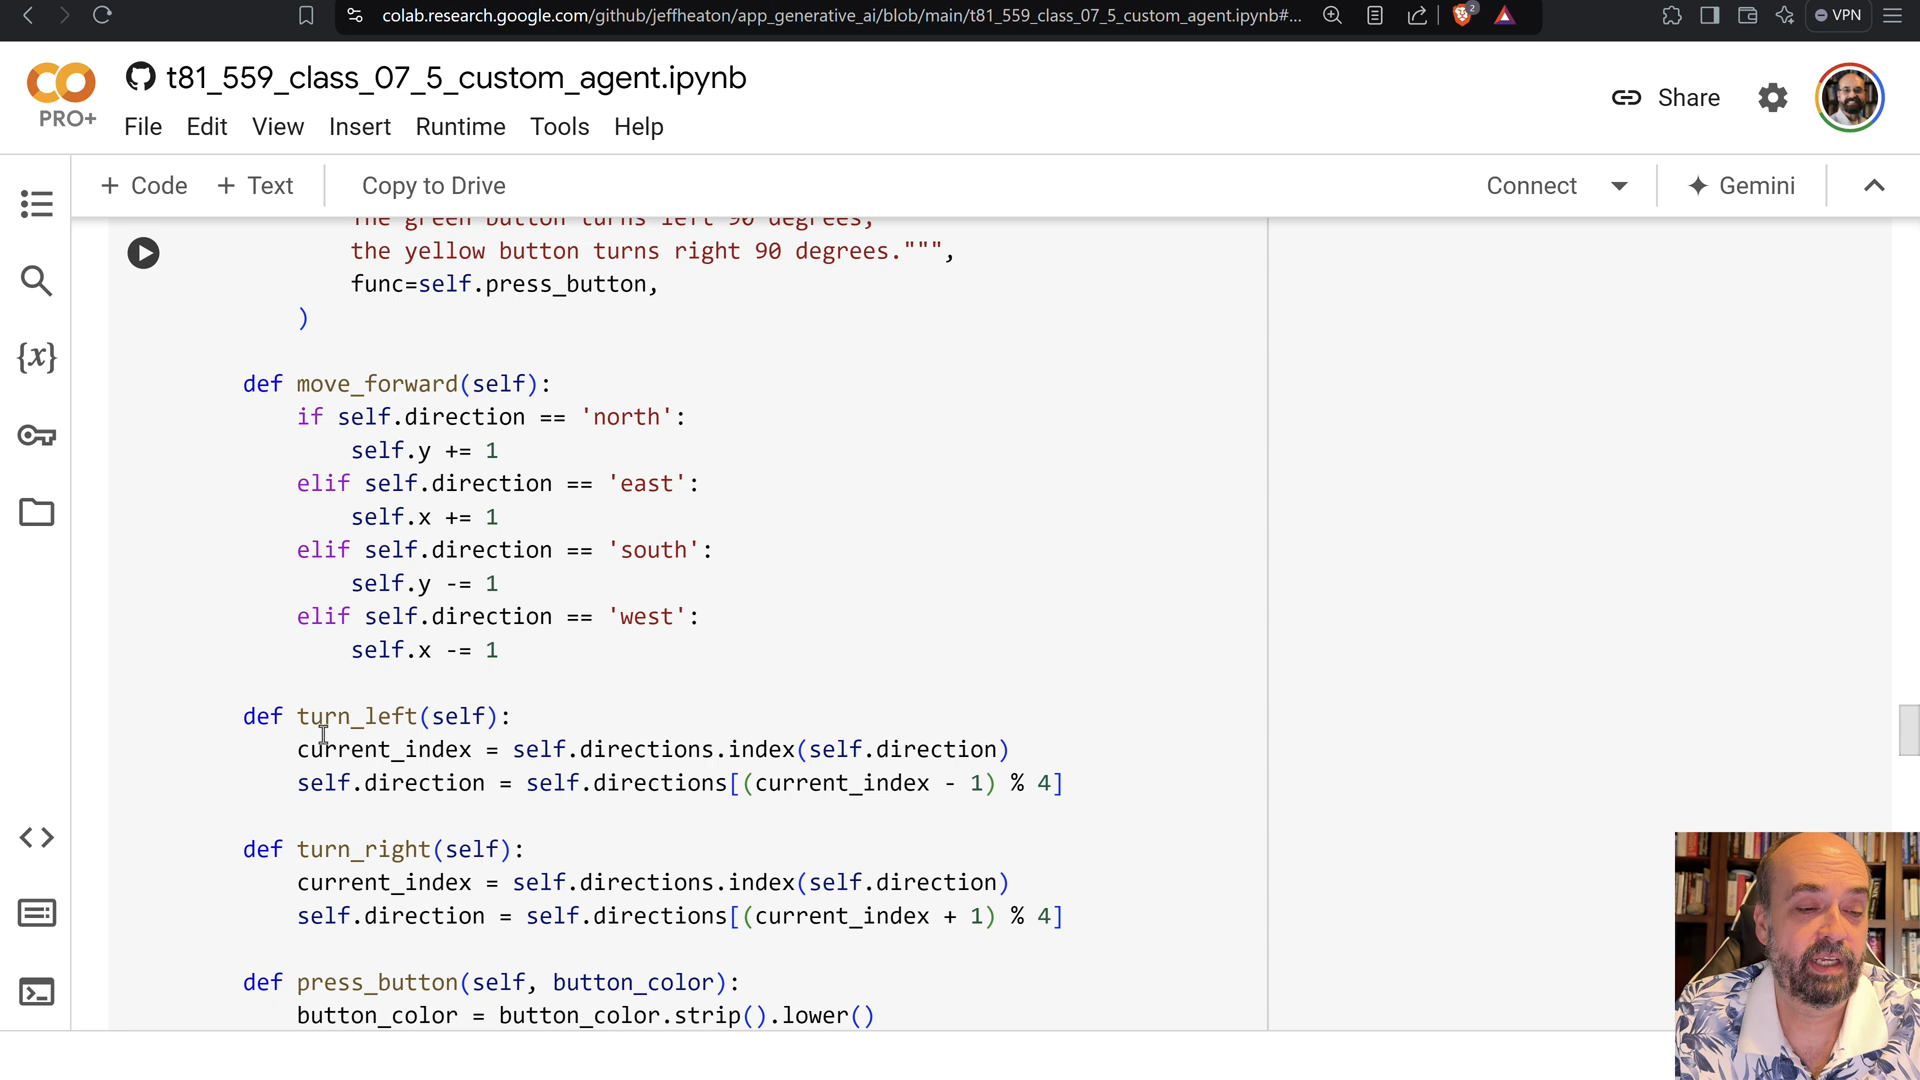 colab.research.google.com/github/jeffheaton/app_generative_ai/blob/main/t81_559_class_07_5_custom_agent.ipynb#...
2
VPN
PRO+
t81_559_class_07_5_custom_agent.ipynb
Share
File Edit View Insert Runtime Tools Help
+ Code + Text Copy to Drive Connect Gemini
The green button turns left 90 degrees,
the yellow button turns right 90 degrees.""",
func=self.press_button,
)
def move_forward(self):
if self.direction == 'north':
self.y += 1
elif self.direction == 'east':
self.x += 1
elif self.direction == 'south':
self.y -= 1
elif self.direction == 'west':
self.x -= 1
def turn_left(self):
current_index = self.directions.index(self.direction)
self.direction = self.directions[(current_index - 1) % 4]
def turn_right(self):
current_index = self.directions.index(self.direction)
self.direction = self.directions[(current_index + 1) % 4]
def press_button(self, button_color):
button_color = button_color.strip().lower()